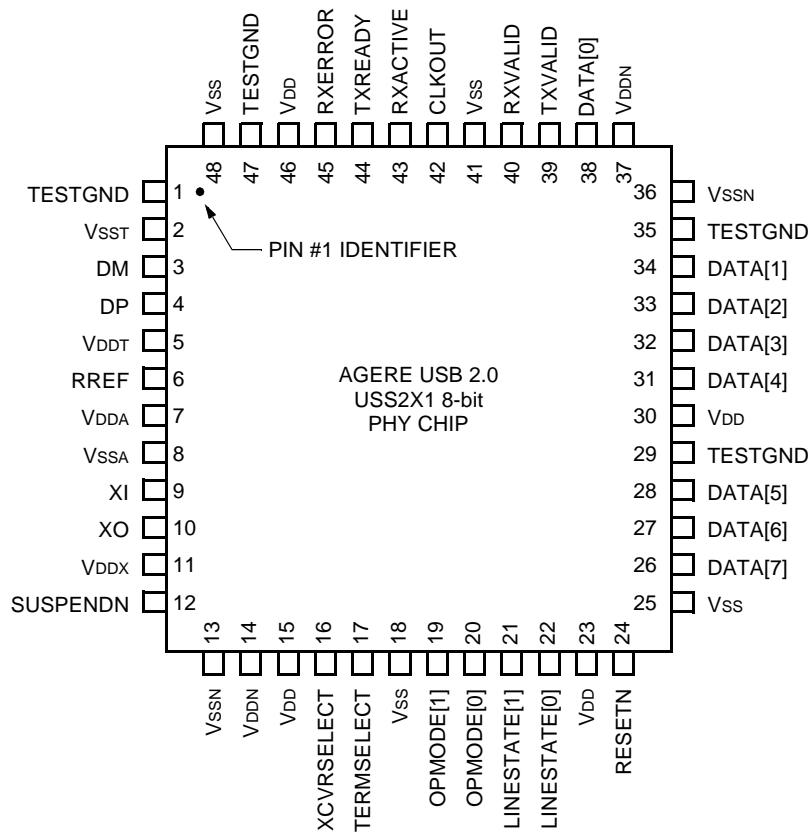 VSS
TESTGND
VDD
RXERROR
TXREADY
RXACTIVE
CLKOUT
VSS
RXVALID
TXVALID
DATA[0]
VDDN
48
47
46
45
44
43
42
41
40
39
38
37
TESTGND 1
VSST 2
DM 3
DP 4
VDDT 5
RREF 6
VDDA 7
VSSA 8
XI 9
XO 10
VDDX 11
SUSPENDN 12
PIN #1 IDENTIFIER
AGERE USB 2.0
USS2X1 8-bit
PHY CHIP
36 VSSN
35 TESTGND
34 DATA[1]
33 DATA[2]
32 DATA[3]
31 DATA[4]
30 VDD
29 TESTGND
28 DATA[5]
27 DATA[6]
26 DATA[7]
25 VSS
13
14
15
16
17
18
19
20
21
22
23
24
VSSN
VDDN
VDD
XCVRSELECT
TERMSELECT
VSS
OPMODE[1]
OPMODE[0]
LINESTATE[1]
LINESTATE[0]
VDD
RESETN